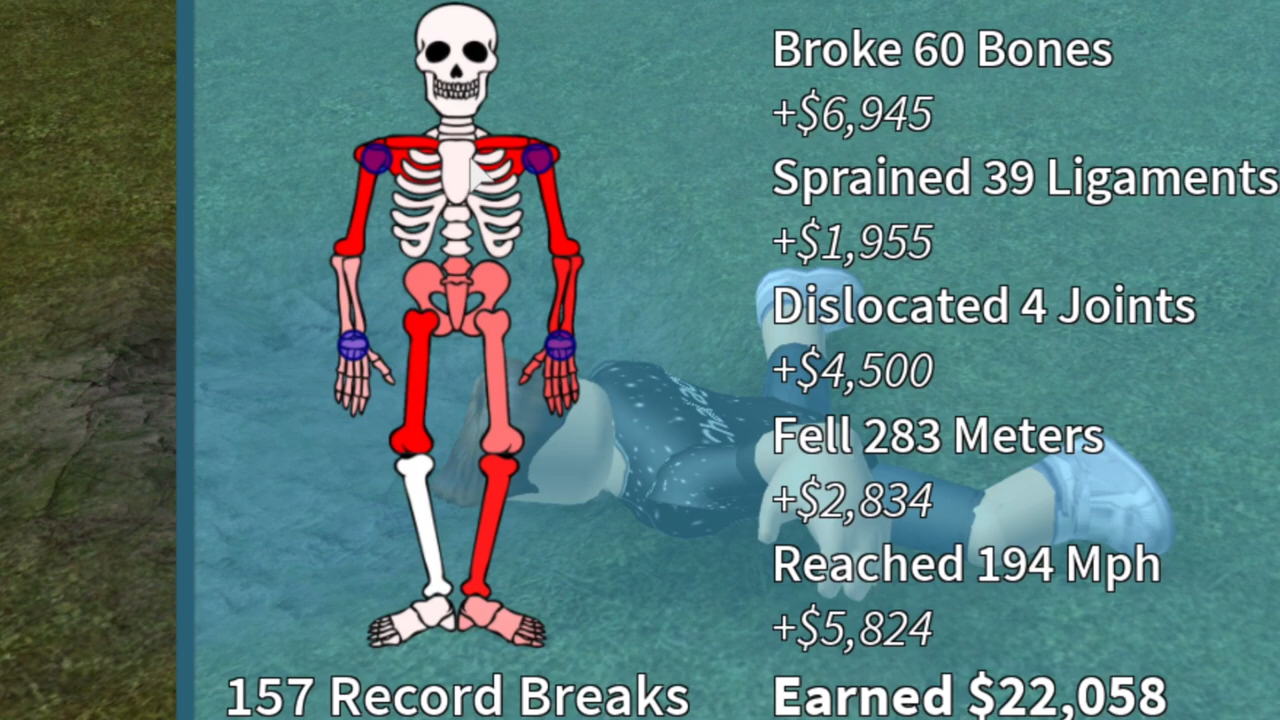 Broke 60 Bones
+$6,945
Sprained 39 Ligaments
+$1,955
Dislocated 4 Joints
+$4,500
Fell 283 Meters
+$2,834
Reached 194 Mph
+$5,824
157 Record Breaks
Earned $22,058